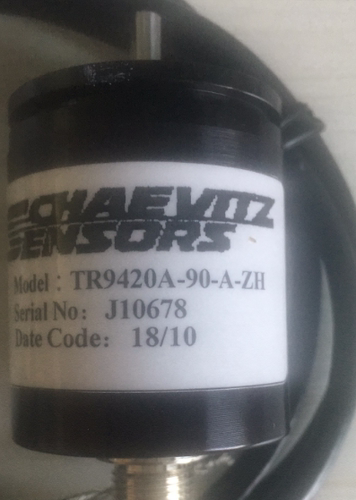 SCHAEVITZ
SENSORS
Model : TR9420A-90-A-ZH
Serial No: J10678
Date Code: 18/10